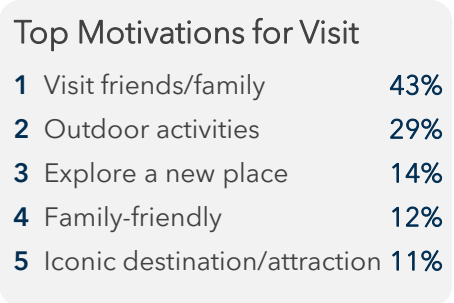 Top Motivations for Visit
1 Visit friends/family 43%
2 Outdoor activities 29%
3 Explore a new place 14%
4 Family-friendly 12%
5 Iconic destination/attraction 11%